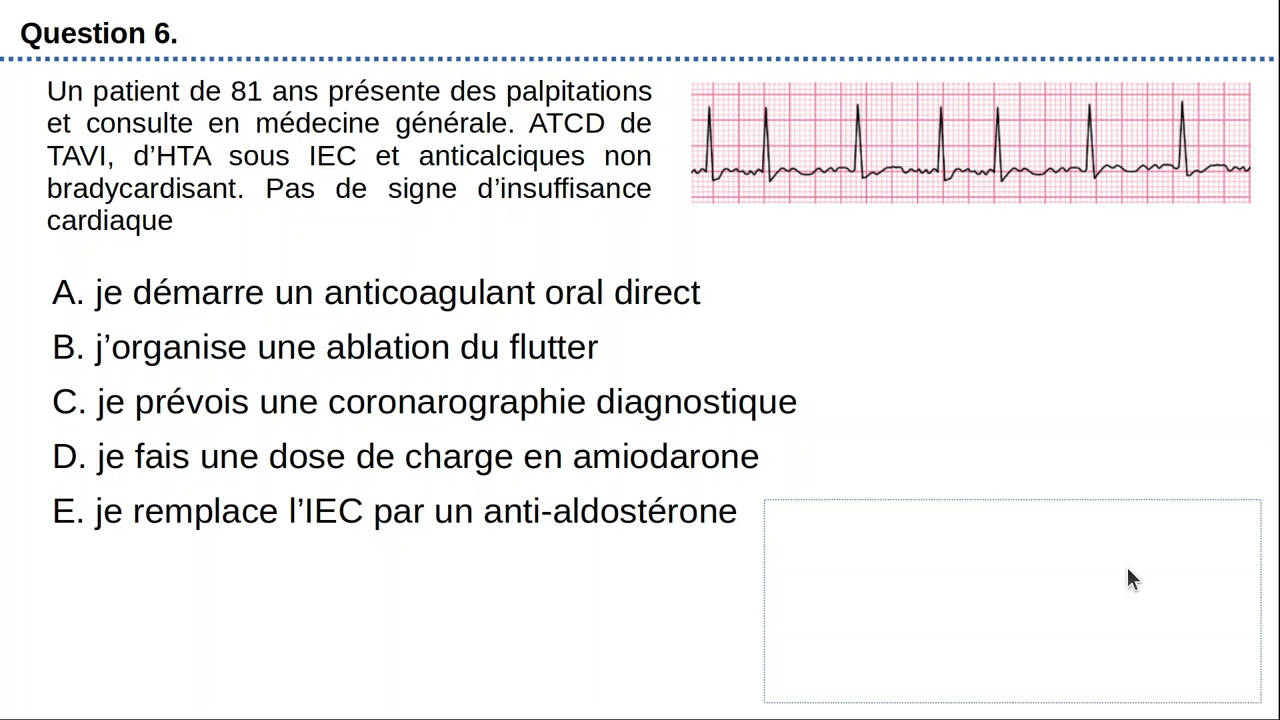 Question 6.
Un patient de 81 ans présente des palpitations
et consulte en médecine générale. ATCD de
TAVI, d’HTA sous IEC et anticalciques non
bradycardisant. Pas de signe d’insuffisance
cardiaque
A. je démarre un anticoagulant oral direct
B. j’organise une ablation du flutter
C. je prévois une coronarographie diagnostique
D. je fais une dose de charge en amiodarone
E. je remplace l’IEC par un anti-aldostérone